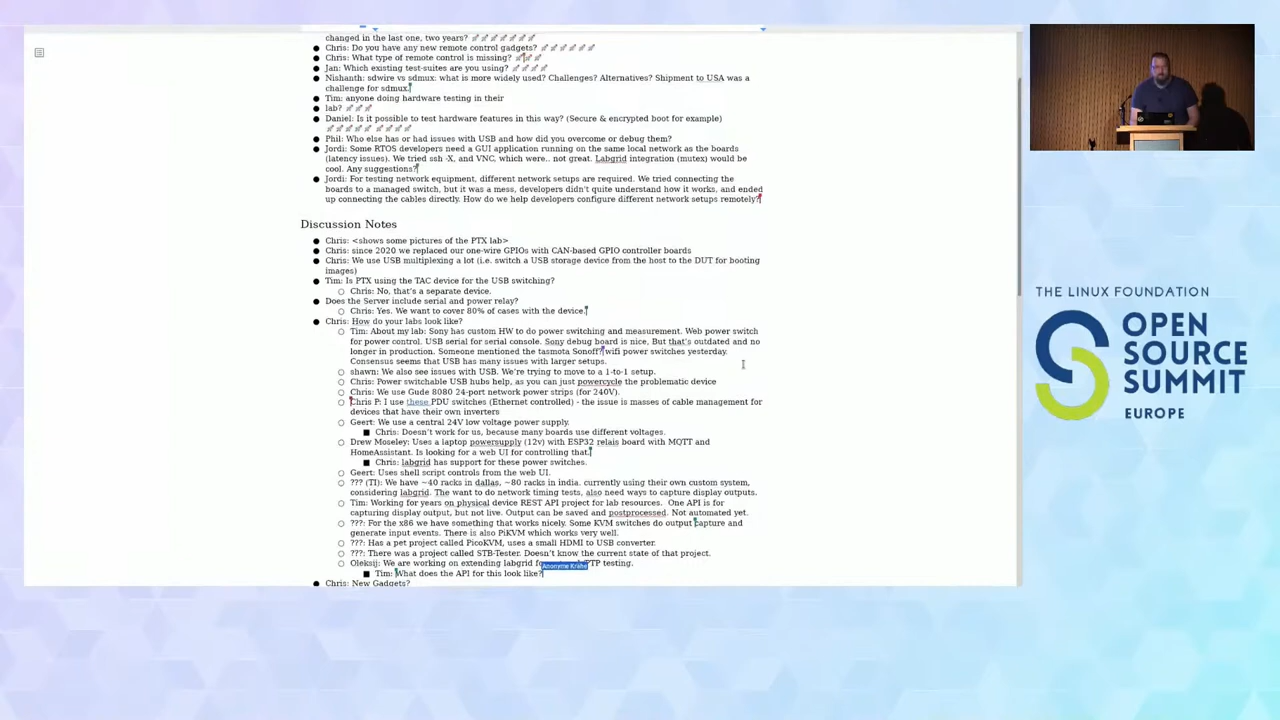 changed in the last one, two years?
Chris: Do you have any new remote control gadgets?
Chris: What type of remote control is missing?
Jan: Which existing test-suites are you using?
Nishanth: sdwire vs sdmux: what is more widely used? Challenges? Alternatives? Shipment to USA was a
challenge for sdmux.
Tim: anyone doing hardware testing in their
lab?
Daniel: Is it possible to test hardware features in this way? (Secure & encrypted boot for example)
Phil: Who else has or had issues with USB and how did you overcome or debug them?
Jordi: Some RTOS developers need a GUI application running on the same local network as the boards
(latency issues). We tried ssh -X, and VNC, which were.. not great. Labgrid integration (mutex) would be
cool. Any suggestions?
Jordi: For testing network equipment, different network setups are required. We tried connecting the
boards to a managed switch, but it was a mess, developers didn't quite understand how it works, and ended
up connecting the cables directly. How do we help developers configure different network setups remotely?
Discussion Notes
Chris: <shows some pictures of the PTX lab>
Chris: since 2020 we replaced our one-wire GPIOs with CAN-based GPIO controller boards
Chris: We use USB multiplexing a lot (i.e. switch a USB storage device from the host to the DUT for booting
images)
Tim: Is PTX using the TAC device for the USB switching?
Chris: No, that's a separate device.
Does the Server include serial and power relay?
Chris: Yes. We want to cover 80% of cases with the device.
Chris: How do your labs look like?
Tim: About my lab: Sony has custom HW to do power switching and measurement. Web power switch
for power control. USB serial for serial console. Sony debug board is nice, But that's outdated and no
longer in production. Someone mentioned the tasmota Sonoff? wifi power switches yesterday.
Consensus seems that USB has many issues with larger setups.
shawn: We also see issues with USB. We're trying to move to a 1-to-1 setup.
Chris: Power switchable USB hubs help, as you can just powercycle the problematic device
Chris: We use Gude 8080 24-port network power strips (for 240V).
Chris P: I use these PDU switches (Ethernet controlled) - the issue is masses of cable management for
devices that have their own inverters
Geert: We use a central 24V low voltage power supply.
Chris: Doesn't work for us, because many boards use different voltages.
Drew Moseley: Uses a laptop powersupply (12v) with ESP32 relais board with MQTT and
HomeAssistant. Is looking for a web UI for controlling that.
Chris: labgrid has support for these power switches.
Geert: Uses shell script controls from the web UI.
??? (TI): We have ~40 racks in dallas, ~80 racks in india. currently using their own custom system,
considering labgrid. The want to do network timing tests, also need ways to capture display outputs.
Tim: Working for years on physical device REST API project for lab resources. One API is for
capturing display output, but not live. Output can be saved and postprocessed. Not automated yet.
???: For the x86 we have something that works nicely. Some KVM switches do output capture and
generate input events. There is also PiKVM which works very well.
???: Has a pet project called PicoKVM, uses a small HDMI to USB converter.
???: There was a project called STB-Tester. Doesn't know the current state of that project.
Oleksij: We are working on extending labgrid PTP testing.
Anonyme Krähe
Tim: What does the API for this look like?
Chris: New Gadgets?
THE LINUX FOUNDATION
OPEN
SOURCE
SUMMIT
EUROPE